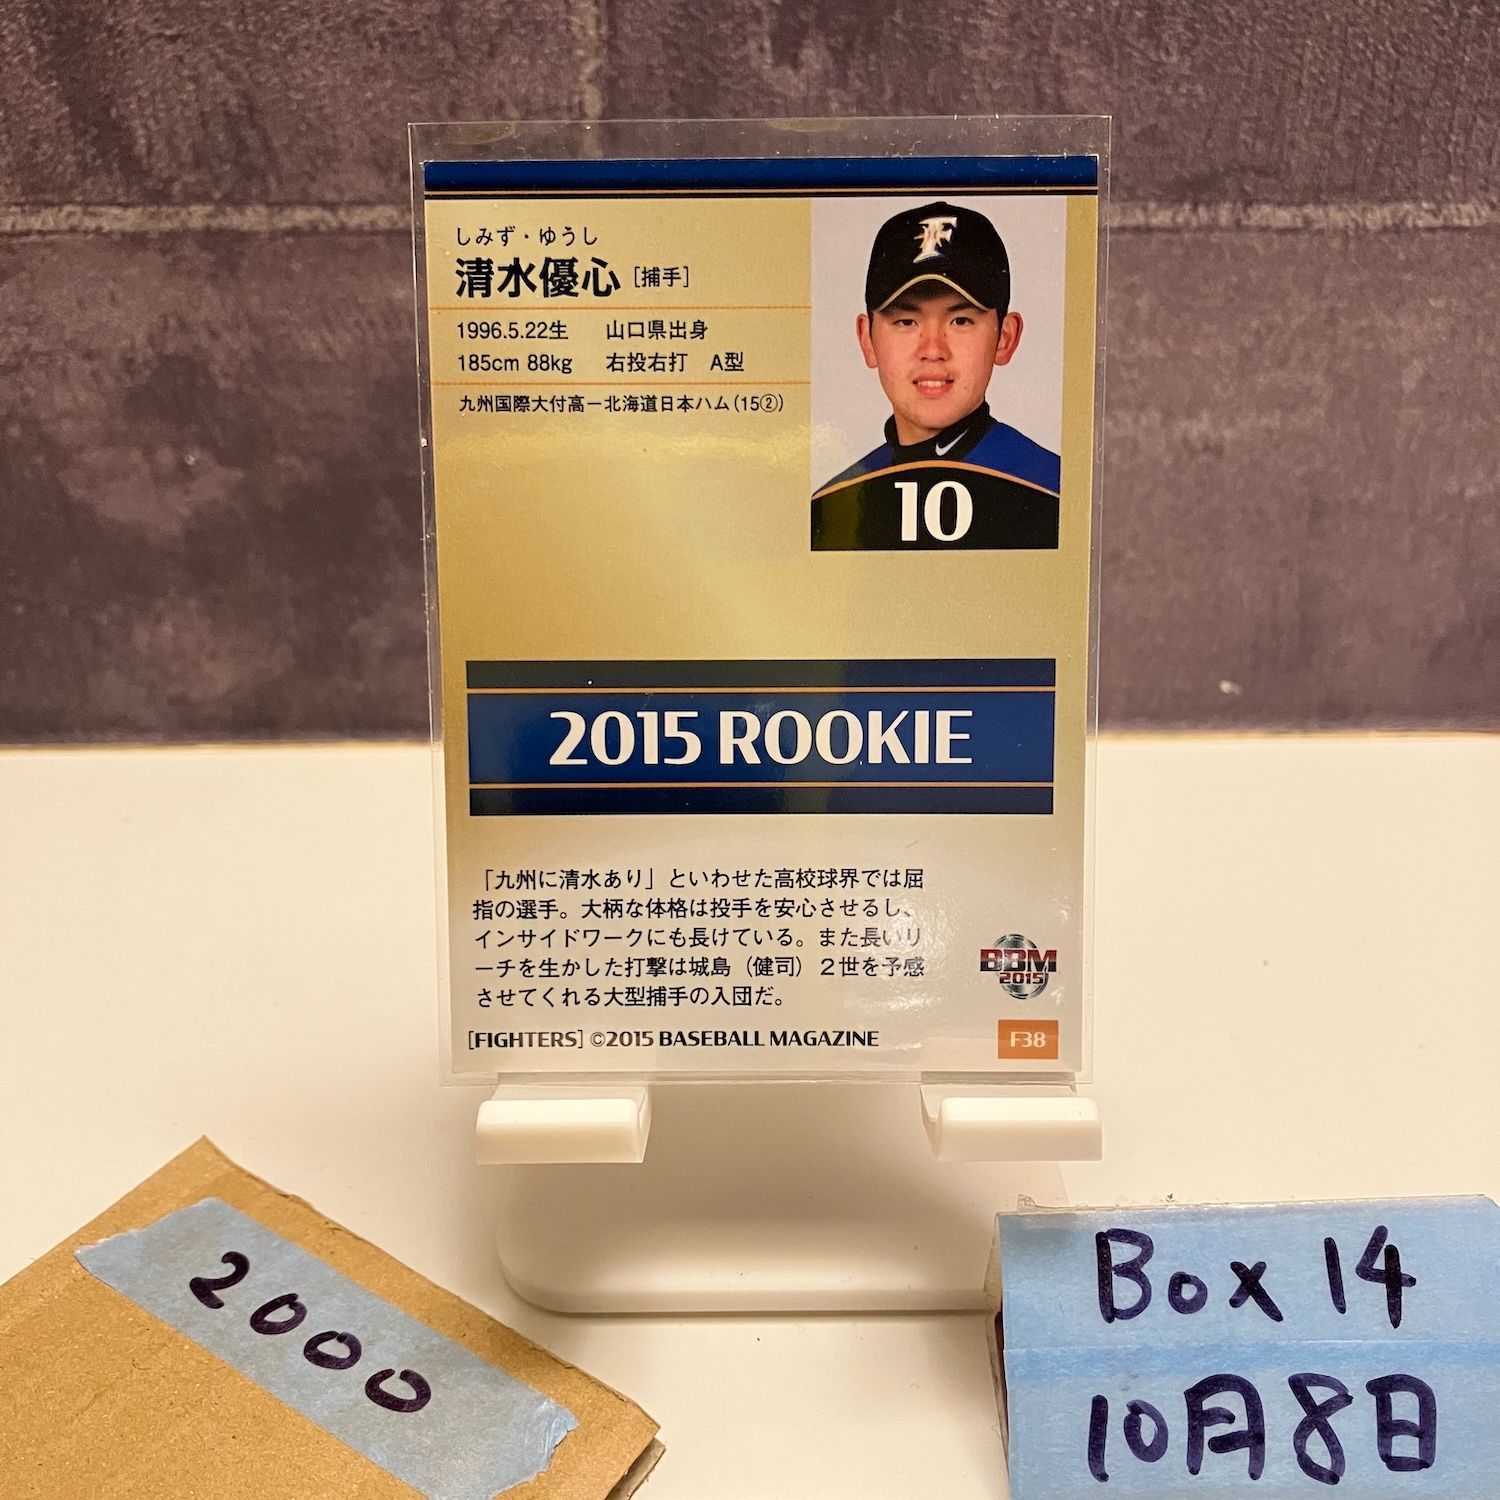 しみず・ゆうし
清水優心 [捕手]
1996.5.22生 山口県出身
185cm 88kg 右投右打 A型
九州国際大付高ー北海道日本ハム(15②)
F
10
2015 ROOKIE
「九州に清水あり」といわせた高校球界では屈
指の選手。大柄な体格は投手を安心させるし、
インサイドワークにも長けている。また長いリ
ーチを生かした打撃は城島（健司）２世を予感
させてくれる大型捕手の入団だ。
BBM
2015
[FIGHTERS] ©2015 BASEBALL MAGAZINE
F38
2000
Box 14
10月8日